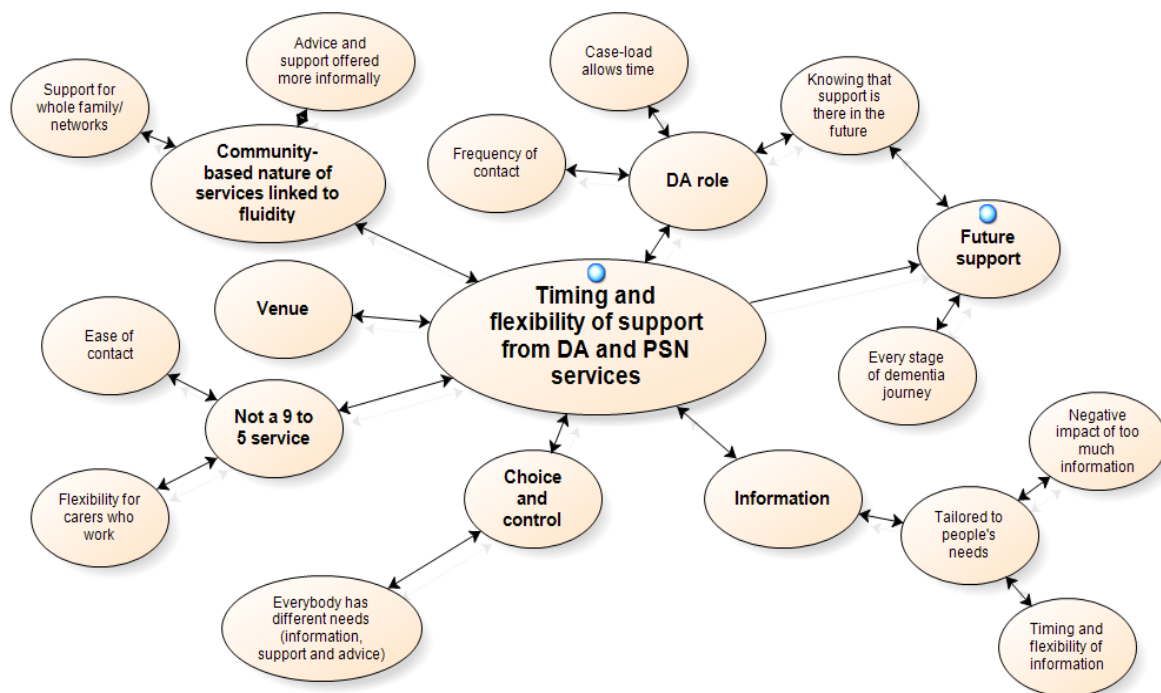 Advice and
support offered
more informally
Support for
whole family/
networks
Community-
based nature of
services linked to
fluidity
Case-load
allows time
Knowing that
support is
there in the
future
Frequency of
contact
DA role
Future
support
Timing and
flexibility of support
from DA and PSN
services
Venue
Ease of
contact
Not a 9 to
5 service
Flexibility for
carers who
work
Every stage
of dementia
journey
Choice and
control
Everybody has
different needs
(information,
support and advice)
Information
Negative
impact of too
much
information
Tailored to
people's
needs
Timing and
flexibility of
information